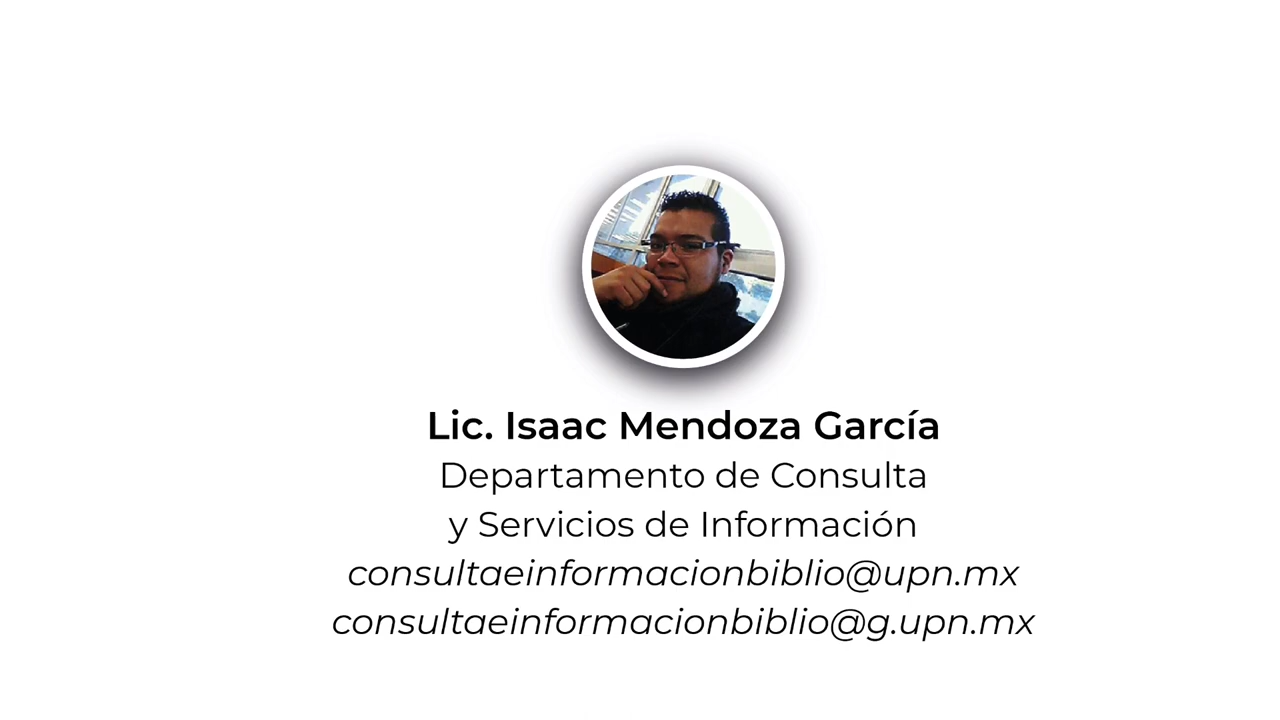 Lic. Isaac Mendoza García
Departamento de Consulta
y Servicios de Información
consultaeinformacionbiblio@upn.mx
consultaeinformacionbiblio@g.upn.mx